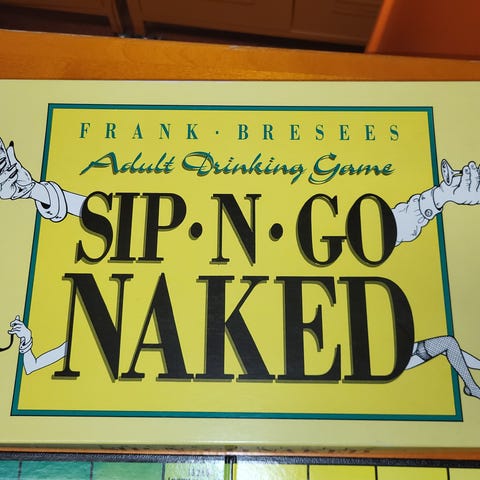 FRANK · BRESEES
Adult Drinking Game
SIP·N·GO
NAKED